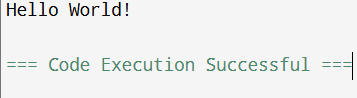 Hello World!
=== Code Execution Successful ===